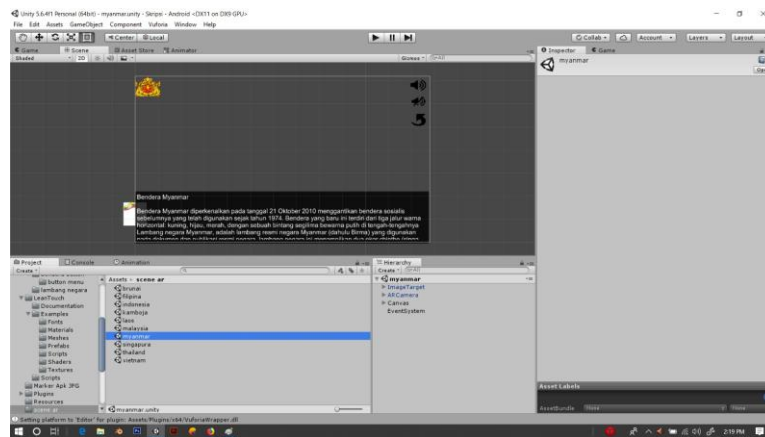 Unity 5.6.4f1 Personal (64bit) - myanmar.unity - Skripsi - Android <DX11 on DX9 GPU>
File Edit Assets GameObject Component Vuforia Window Help
Center Local
Collab Account Layers Layout
Game Scene Asset Store Animator
Inspector Game
Shaded 2D Gizmos
myanmar
Bendera Myanmar
Bendera Myanmar diperkenalkan pada tanggal 21 Oktober 2010 menggantikan bendera sosialis
sebelumnya yang telah digunakan sejak tahun 1974. Bendera yang baru ini terdiri dari tiga jalur warna
horizontal: kuning, hijau, merah, dengan sebuah bintang segilima bewarna putih di tengah-tengahnya
Lambang negara Myanmar, adalah lambang resmi negara Myanmar (dahulu Birma) yang digunakan
Project Console Animation
Create
Hierarchy
Create
button menu
lambang negara
LeanTouch
Documentation
Examples
Fonts
Materials
Meshes
Prefabs
Scripts
Shaders
Textures
Scripts
Marker Apk JPG
Plugins
Resources
scene ar
Assets scene ar
brunai
filipina
indonesia
kamboja
laos
malaysia
myanmar
singapura
thailand
vietnam
myanmar.unity
myanmar
ImageTarget
ARCamera
Canvas
EventSystem
Asset Labels
AssetBundle None None
Setting platform to 'Editor' for plugin: Assets/Plugins/x64/VuforiaWrapper.dll
2:19 PM